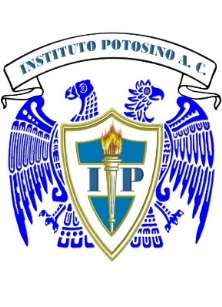 INSTITUTO POTOSINO A. C.
I P